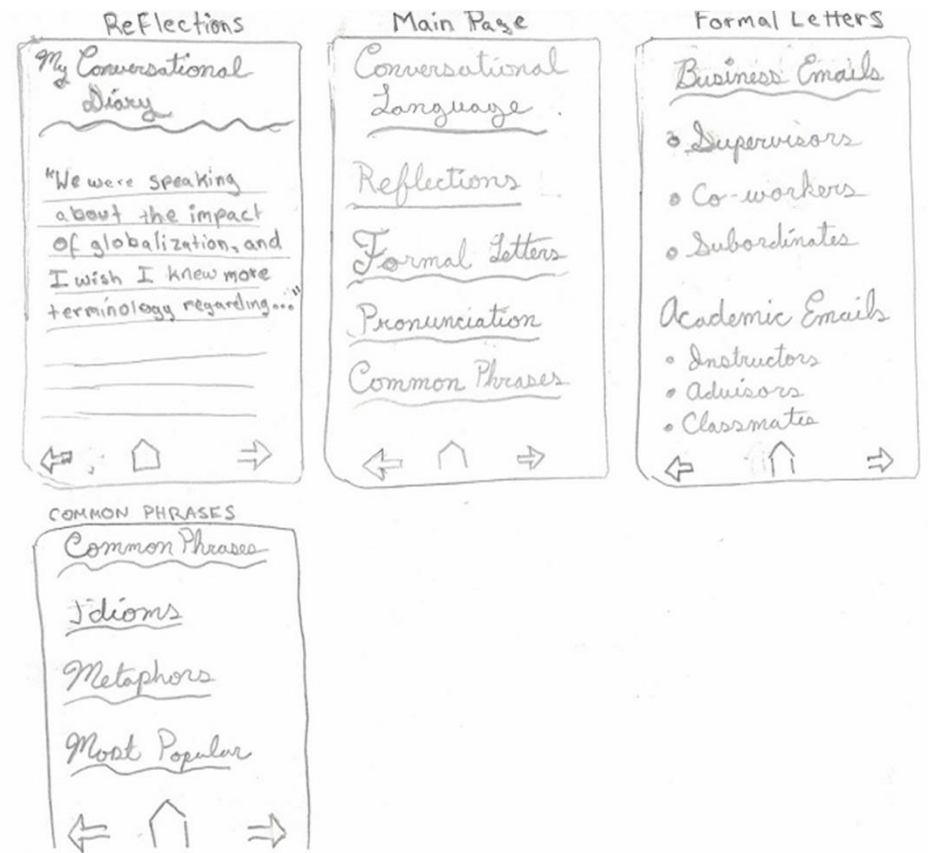 Reflections
My Conversational
Diary
"We were speaking
about the impact
of globalization, and
I wish I knew more
terminology regarding..."
Main Page
Conversational
Language
Reflections
Formal Letters
Pronunciation
Common Phrases
Formal Letters
Business Emails
Supervisors
Co-workers
Subordinates
Academic Emails
Instructors
Advisors
Classmates
COMMON PHRASES
Common Phrases
Idioms
Metaphors
Most Popular